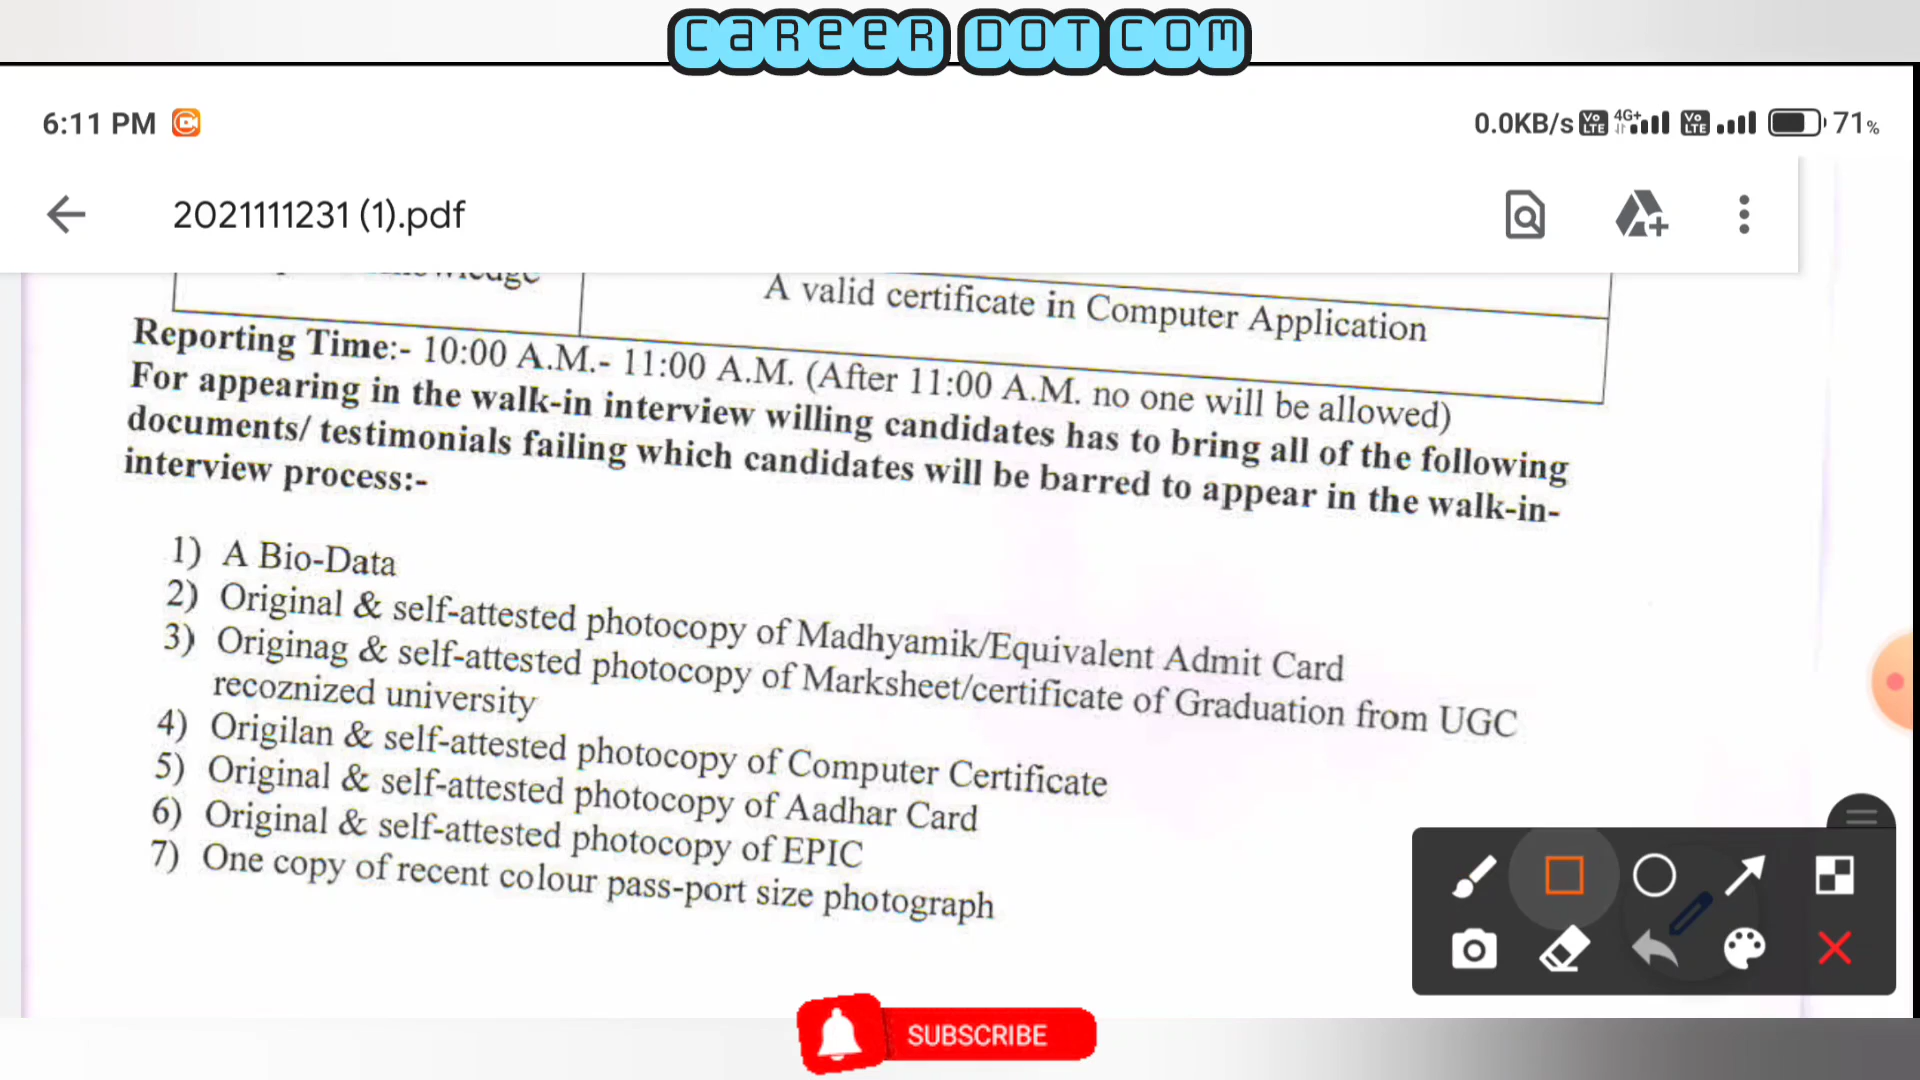 CAREER DOT COM
6:11 PM
0.0KB/s Vo LTE 4G+ Vo LTE 71%
2021111231 (1).pdf
A valid certificate in Computer Application
Reporting Time:- 10:00 A.M.- 11:00 A.M. (After 11:00 A.M. no one will be allowed)
For appearing in the walk-in interview willing candidates has to bring all of the following
documents/ testimonials failing which candidates will be barred to appear in the walk-in-
interview process:-
1) A Bio-Data
2) Original & self-attested photocopy of Madhyamik/Equivalent Admit Card
3) Originag & self-attested photocopy of Marksheet/certificate of Graduation from UGC
recoznized university
4) Origilan & self-attested photocopy of Computer Certificate
5) Original & self-attested photocopy of Aadhar Card
6) Original & self-attested photocopy of EPIC
7) One copy of recent colour pass-port size photograph
SUBSCRIBE